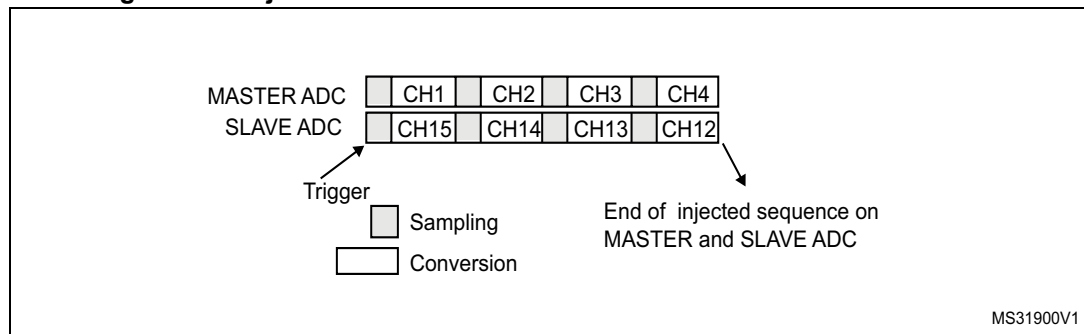 MASTER ADC CH1 CH2 CH3 CH4
SLAVE ADC CH15 CH14 CH13 CH12
Trigger
Sampling
Conversion
End of injected sequence on
MASTER and SLAVE ADC
MS31900V1